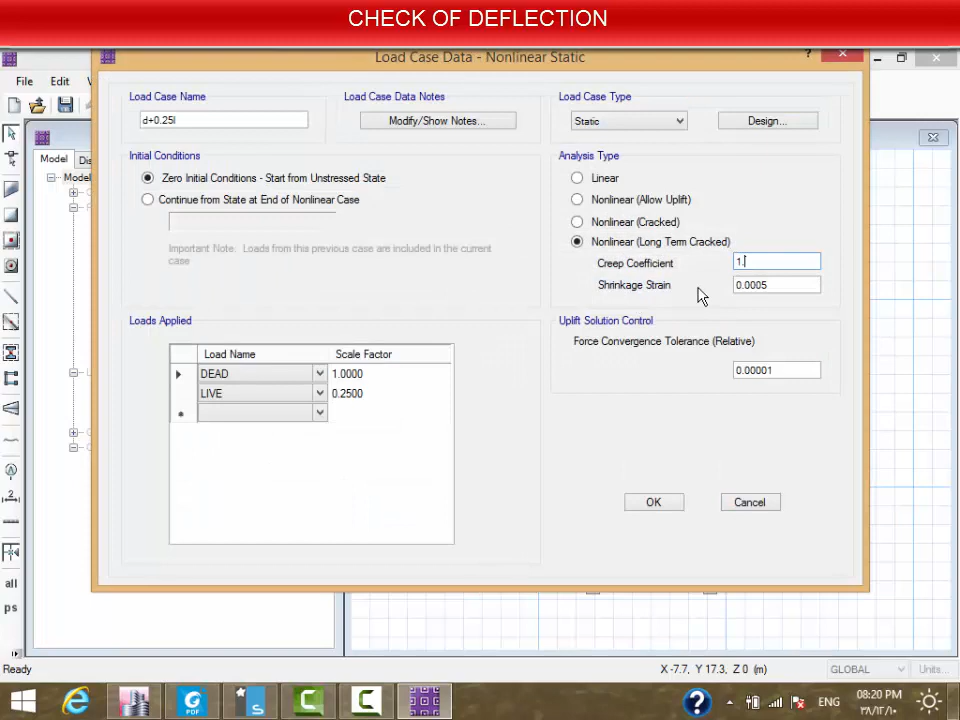 CHECK OF DEFLECTION
Load Case Data - Nonlinear Static
?
File Edit
Load Case Name
d+0.25l
Load Case Data Notes
Modify/Show Notes...
Load Case Type
Static
Design...
Model
Model
Initial Conditions
Zero Initial Conditions - Start from Unstressed State
Continue from State at End of Nonlinear Case
Important Note: Loads from this previous case are included in the current
case
Analysis Type
Linear
Nonlinear (Allow Uplift)
Nonlinear (Cracked)
Nonlinear (Long Term Cracked)
Creep Coefficient
1.
Shrinkage Strain
0.0005
Loads Applied
Load Name Scale Factor
DEAD 1.0000
LIVE 0.2500
Uplift Solution Control
Force Convergence Tolerance (Relative)
0.00001
OK
Cancel
all
ps
Ready
X -7.7, Y 17.3, Z 0 (m)
GLOBAL
Units...
PDF
S
C
C
?
ENG
08:20 PM